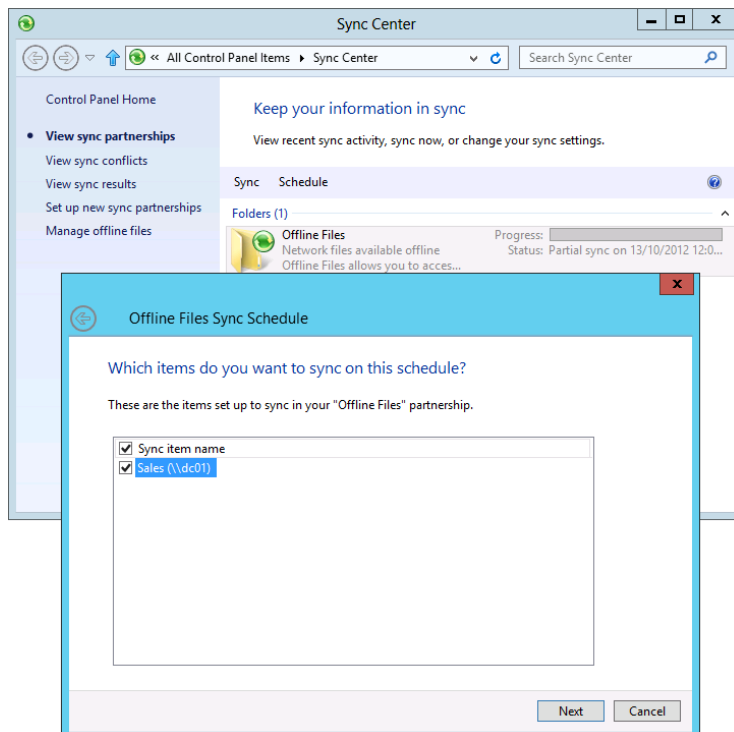 Sync Center
« All Control Panel Items ▸ Sync Center
Search Sync Center
Control Panel Home
• View sync partnerships
View sync conflicts
View sync results
Set up new sync partnerships
Manage offline files
Keep your information in sync
View recent sync activity, sync now, or change your sync settings.
Sync Schedule
Folders (1)
Offline Files
Network files available offline
Offline Files allows you to acces...
Progress:
Status: Partial sync on 13/10/2012 12:0...
x
Offline Files Sync Schedule
Which items do you want to sync on this schedule?
These are the items set up to sync in your "Offline Files" partnership.
Sync item name
Sales (\\dc01)
Next Cancel